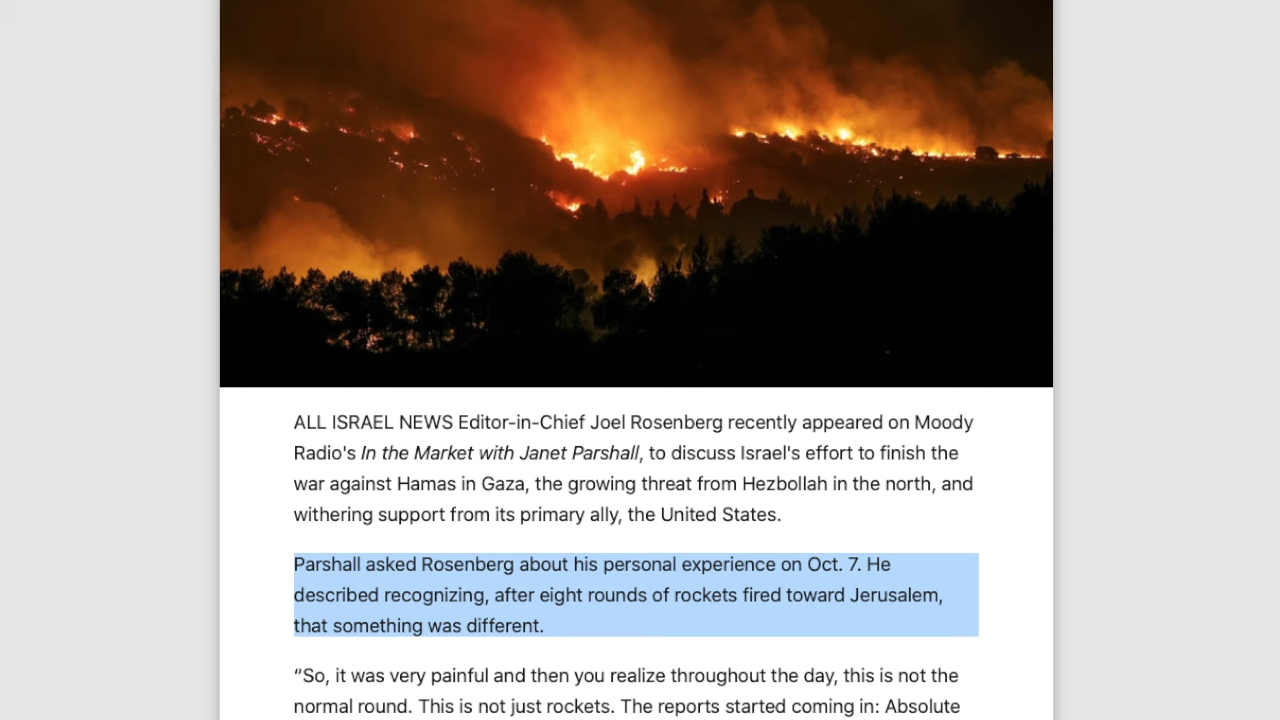 ALL ISRAEL NEWS Editor-in-Chief Joel Rosenberg recently appeared on Moody
Radio's In the Market with Janet Parshall, to discuss Israel's effort to finish the
war against Hamas in Gaza, the growing threat from Hezbollah in the north, and
withering support from its primary ally, the United States.
Parshall asked Rosenberg about his personal experience on Oct. 7. He
described recognizing, after eight rounds of rockets fired toward Jerusalem,
that something was different.
“So, it was very painful and then you realize throughout the day, this is not the
normal round. This is not just rockets. The reports started coming in: Absolute